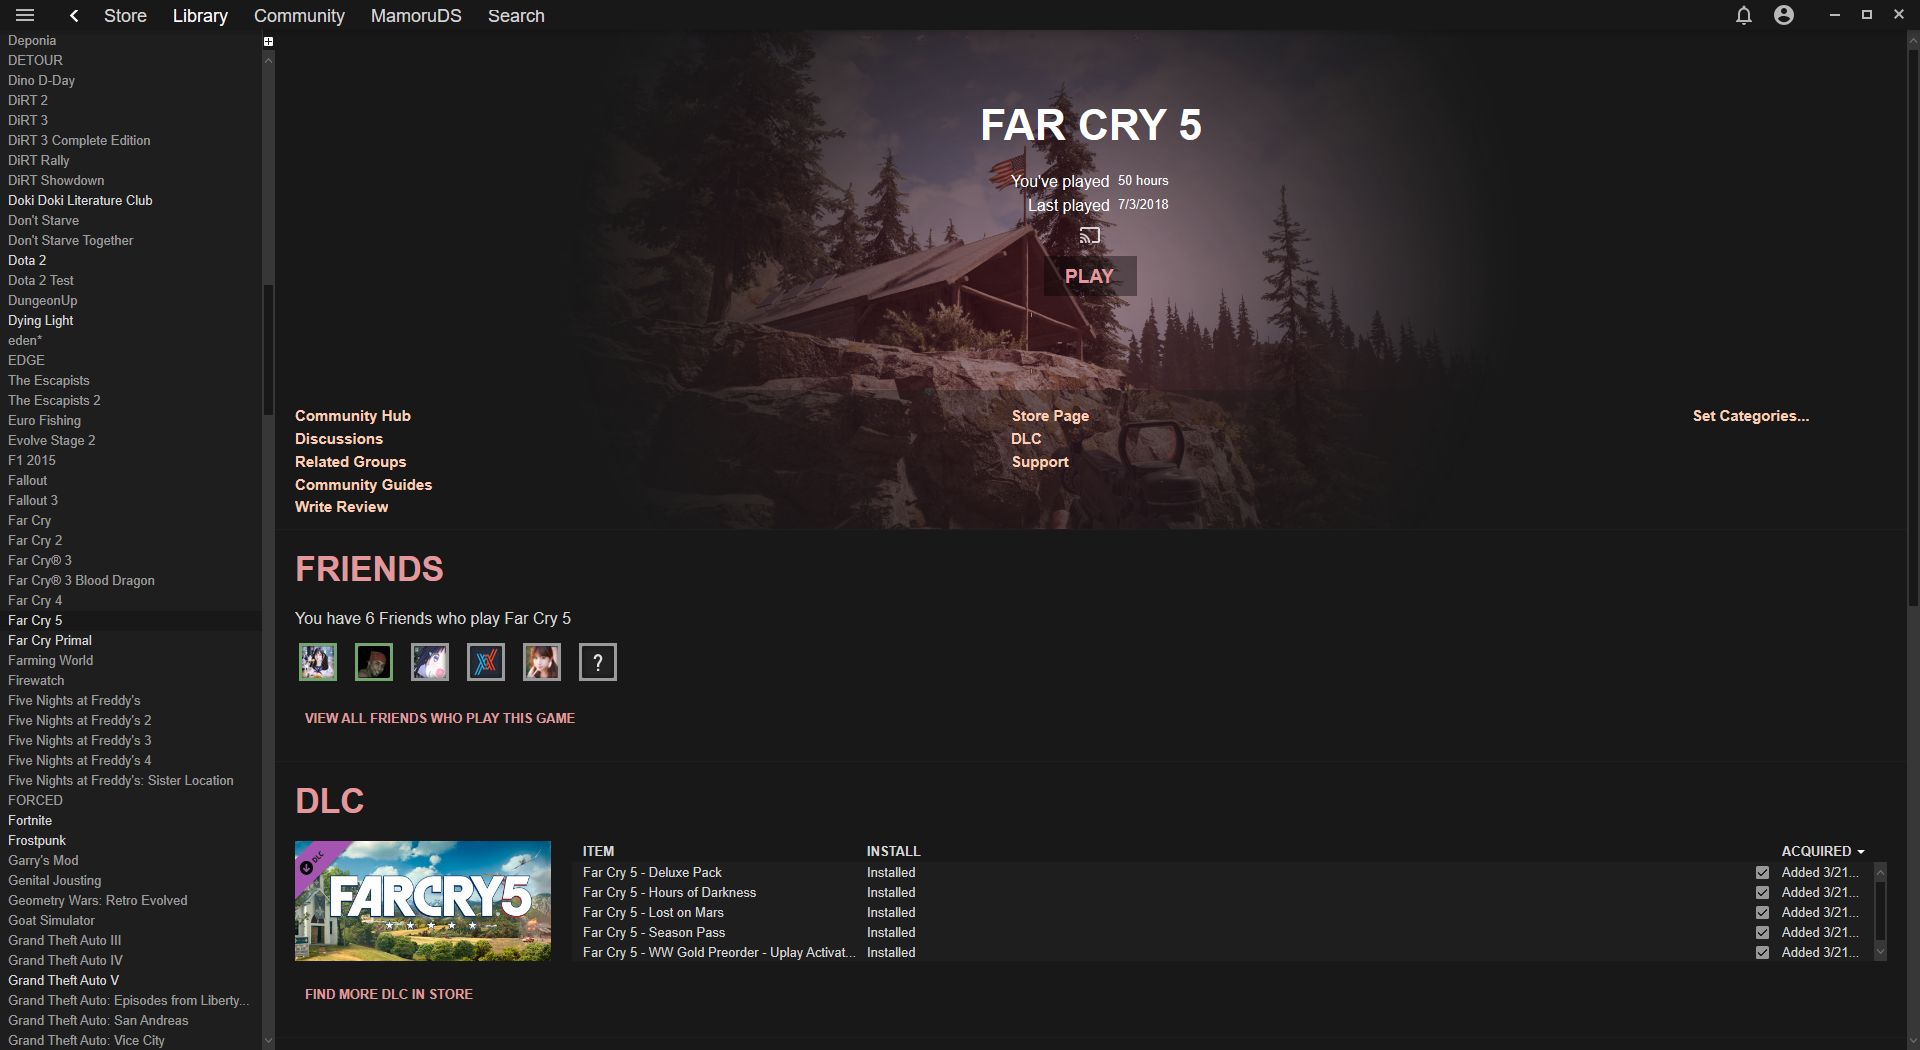 Store Library Community MamoruDS Search
Deponia
DETOUR
Dino D-Day
DiRT 2
DiRT 3
DiRT 3 Complete Edition
DiRT Rally
DiRT Showdown
Doki Doki Literature Club
Don't Starve
Don't Starve Together
Dota 2
Dota 2 Test
DungeonUp
Dying Light
eden*
EDGE
The Escapists
The Escapists 2
Euro Fishing
Evolve Stage 2
F1 2015
Fallout
Fallout 3
Far Cry
Far Cry 2
Far Cry® 3
Far Cry® 3 Blood Dragon
Far Cry 4
Far Cry 5
Far Cry Primal
Farming World
Firewatch
Five Nights at Freddy's
Five Nights at Freddy's 2
Five Nights at Freddy's 3
Five Nights at Freddy's 4
Five Nights at Freddy's: Sister Location
FORCED
Fortnite
Frostpunk
Garry's Mod
Genital Jousting
Geometry Wars: Retro Evolved
Goat Simulator
Grand Theft Auto III
Grand Theft Auto IV
Grand Theft Auto V
Grand Theft Auto: Episodes from Liberty...
Grand Theft Auto: San Andreas
Grand Theft Auto: Vice City
FAR CRY 5
You've played 50 hours
Last played 7/3/2018
PLAY
Community Hub
Discussions
Related Groups
Community Guides
Write Review
Store Page
DLC
Support
Set Categories...
FRIENDS
You have 6 Friends who play Far Cry 5
?
VIEW ALL FRIENDS WHO PLAY THIS GAME
DLC
DLC
FARCRY5
ITEM INSTALL ACQUIRED
Far Cry 5 - Deluxe Pack Installed Added 3/21...
Far Cry 5 - Hours of Darkness Installed Added 3/21...
Far Cry 5 - Lost on Mars Installed Added 3/21...
Far Cry 5 - Season Pass Installed Added 3/21...
Far Cry 5 - WW Gold Preorder - Uplay Activat... Installed Added 3/21...
FIND MORE DLC IN STORE